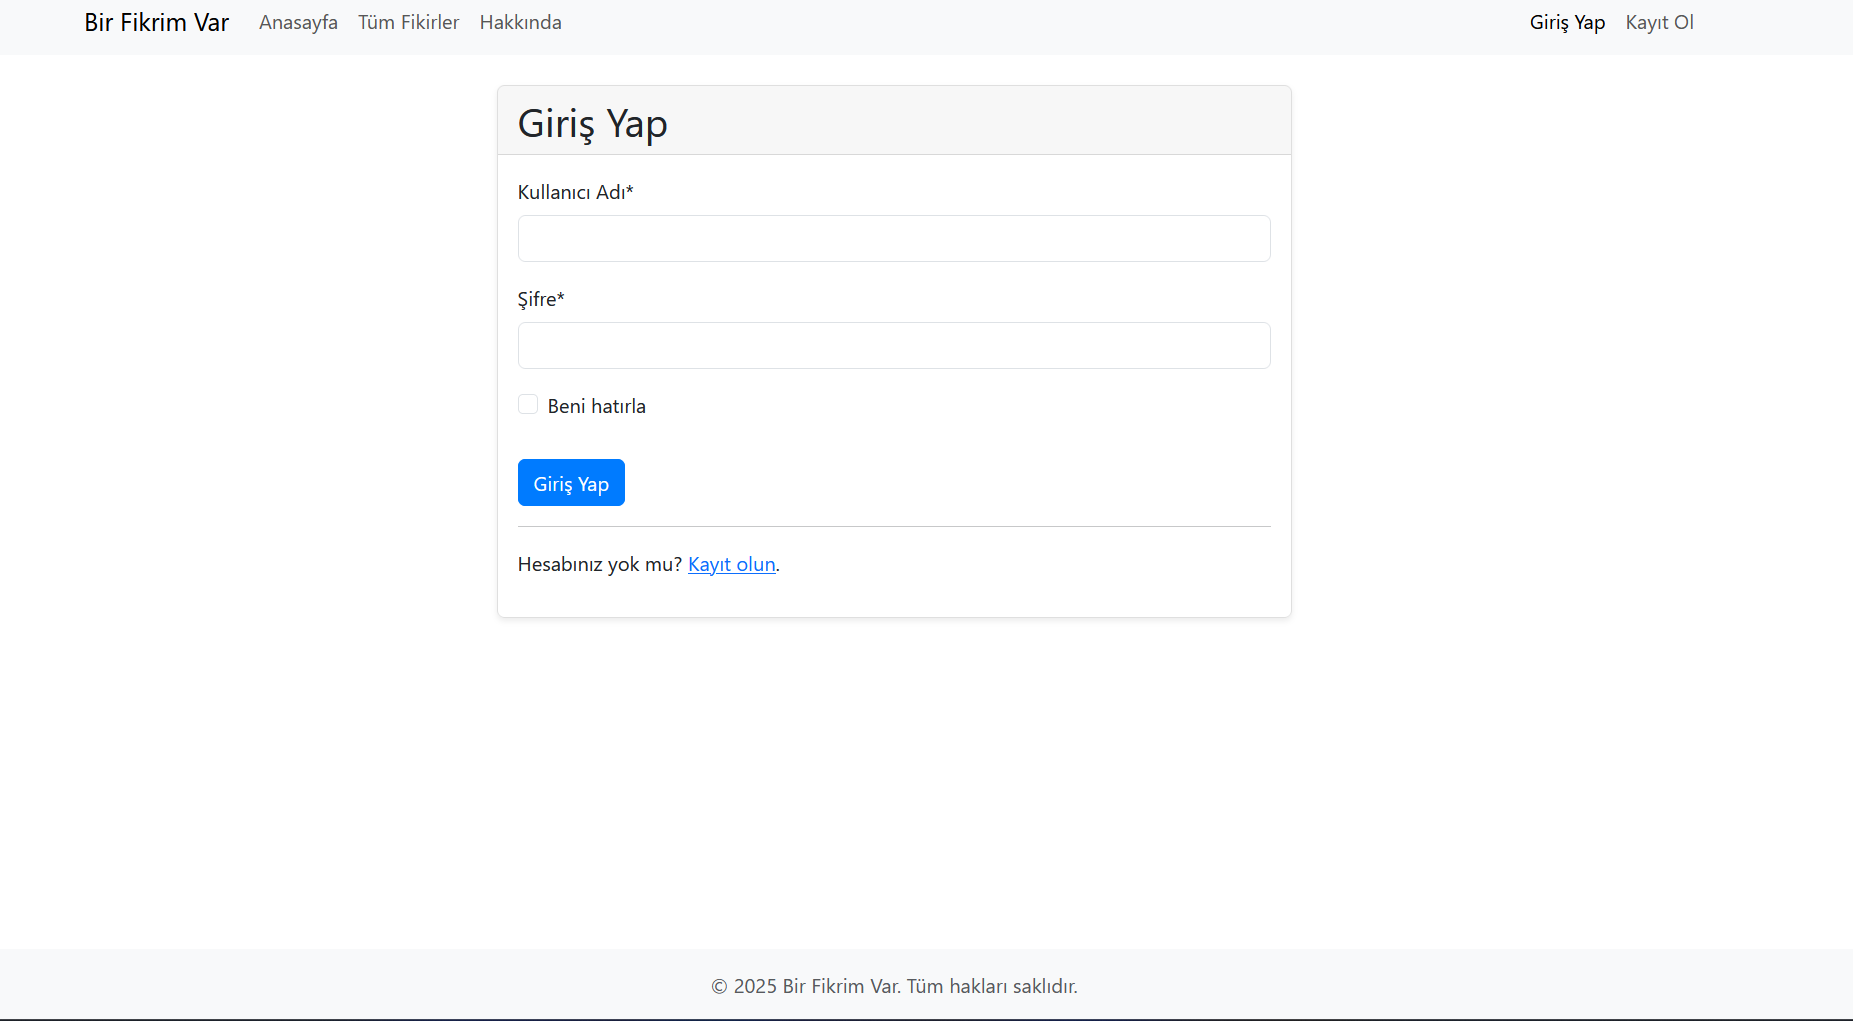 Bir Fikrim Var Anasayfa Tüm Fikirler Hakkında Giriş Yap Kayıt Ol
Giriş Yap
Kullanıcı Adı*
Şifre*
Beni hatırla
Giriş Yap
Hesabınız yok mu? Kayıt olun.
© 2025 Bir Fikrim Var. Tüm hakları saklıdır.